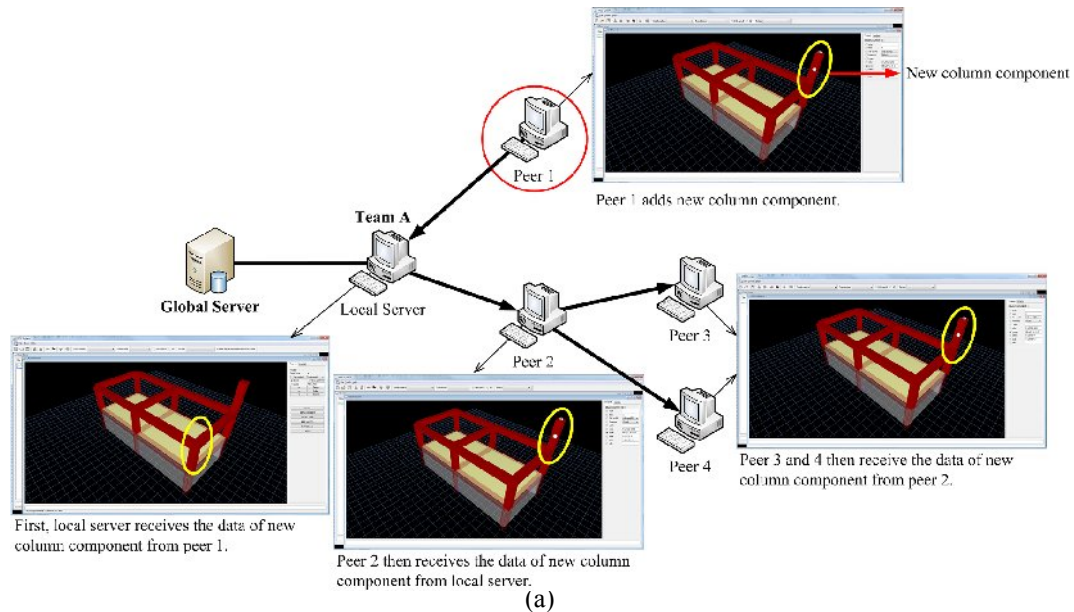 New column component
Peer 1
Peer 1 adds new column component.
Team A
Global Server
Local Server
Peer 2
Peer 3
Peer 4
Peer 3 and 4 then receive the data of new
column component from peer 2.
First, local server receives the data of new
column component from peer 1.
Peer 2 then receives the data of new column
component from local server.
(a)